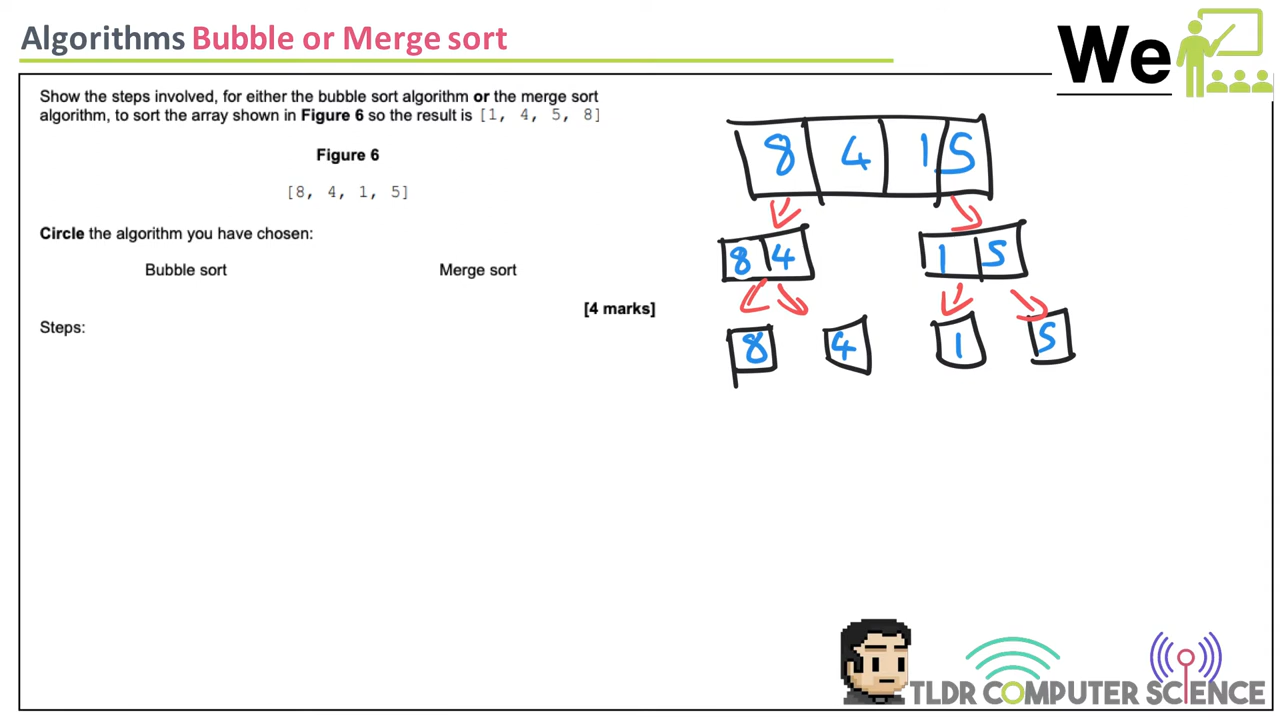 Algorithms Bubble or Merge sort
We
Show the steps involved, for either the bubble sort algorithm or the merge sort
algorithm, to sort the array shown in Figure 6 so the result is [1, 4, 5, 8]
Figure 6
[8, 4, 1, 5]
Circle the algorithm you have chosen:
Bubble sort Merge sort
[4 marks]
Steps:
8 4 1 5
8 4 1 5
8 4 1 5
TLDR COMPUTER SCIENCE